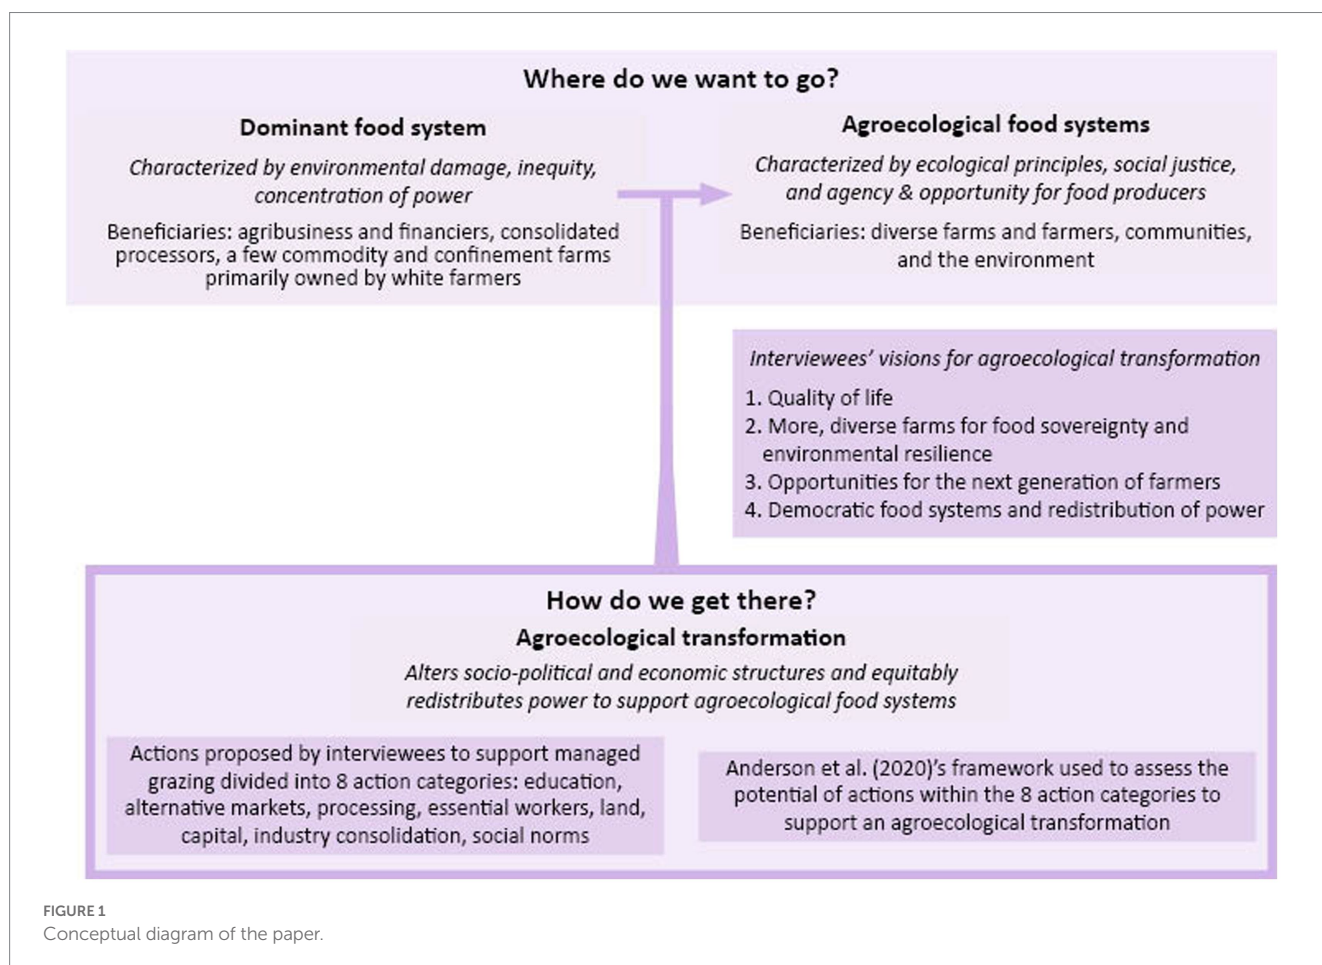 Where do we want to go?
Dominant food system
Characterized by environmental damage, inequity,
concentration of power
Beneficiaries: agribusiness and financiers, consolidated
processors, a few commodity and confinement farms
primarily owned by white farmers
Agroecological food systems
Characterized by ecological principles, social justice,
and agency & opportunity for food producers
Beneficiaries: diverse farms and farmers, communities,
and the environment
Interviewees’ visions for agroecological transformation
1. Quality of life
2. More, diverse farms for food sovereignty and
environmental resilience
3. Opportunities for the next generation of farmers
4. Democratic food systems and redistribution of power
How do we get there?
Agroecological transformation
Alters socio-political and economic structures and equitably
redistributes power to support agroecological food systems
Actions proposed by interviewees to support managed
grazing divided into 8 action categories: education,
alternative markets, processing, essential workers, land,
capital, industry consolidation, social norms
Anderson et al. (2020)’s framework used to assess the
potential of actions within the 8 action categories to
support an agroecological transformation
FIGURE 1
Conceptual diagram of the paper.